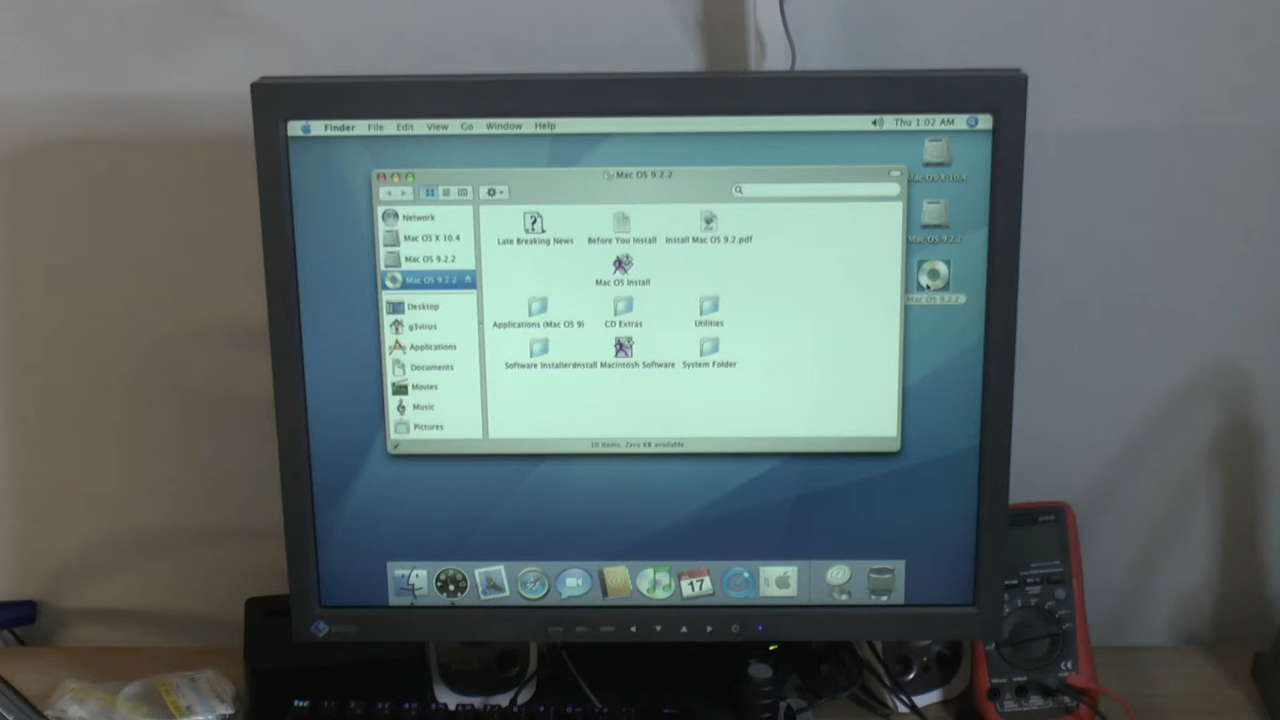 Finder File Edit View Go Window Help Thu 1:02 AM
Mac OS 9.2.2
Mac OS X 10.4
Mac OS 9.2.2
Mac OS 9.2.2
Network
Mac OS X 10.4
Mac OS 9.2.2
Mac OS 9.2.2
Desktop
g3virus
Applications
Documents
Movies
Music
Pictures
Late Breaking News Before You Install Install Mac OS 9.2.pdf
Mac OS Install
Applications (Mac OS 9) CD Extras Utilities
Software Installers Install Macintosh Software System Folder
10 items, Zero KB available
17